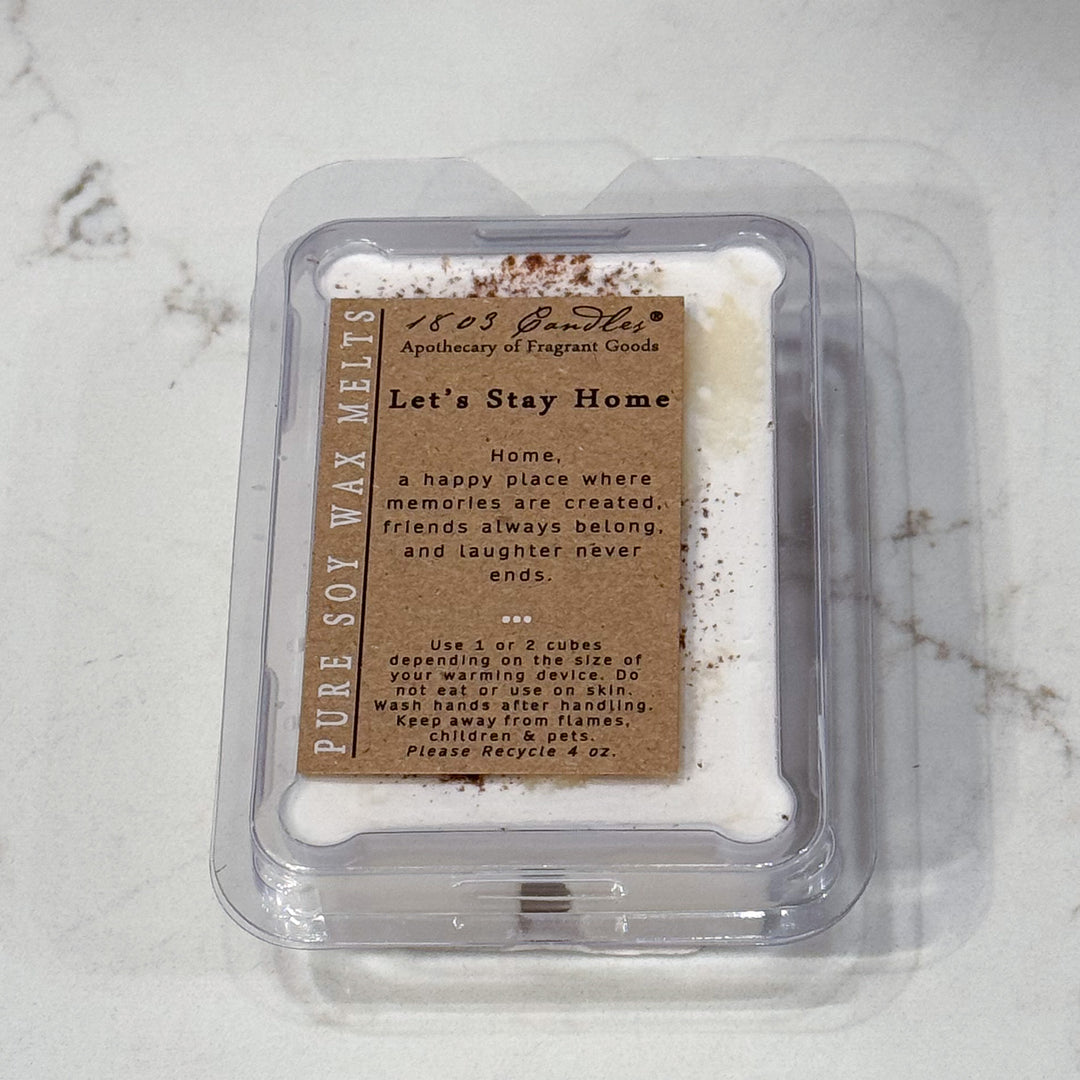 PURE SOY WAX MELTS
1803 Candles®
Apothecary of Fragrant Goods
Let's Stay Home
Home,
a happy place where
memories are created,
friends always belong,
and laughter never
ends.
Use 1 or 2 cubes
depending on the size of
your warming device. Do
not eat or use on skin.
Wash hands after handling.
Keep away from flames,
children & pets.
Please Recycle 4 oz.